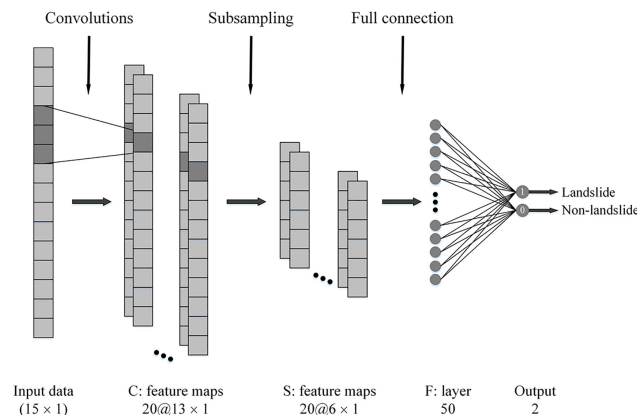 Convolutions
Subsampling
Full connection
1
Landslide
0
Non-landslide
Input data
(15 × 1)
C: feature maps
20@13 × 1
S: feature maps
20@6 × 1
F: layer
50
Output
2